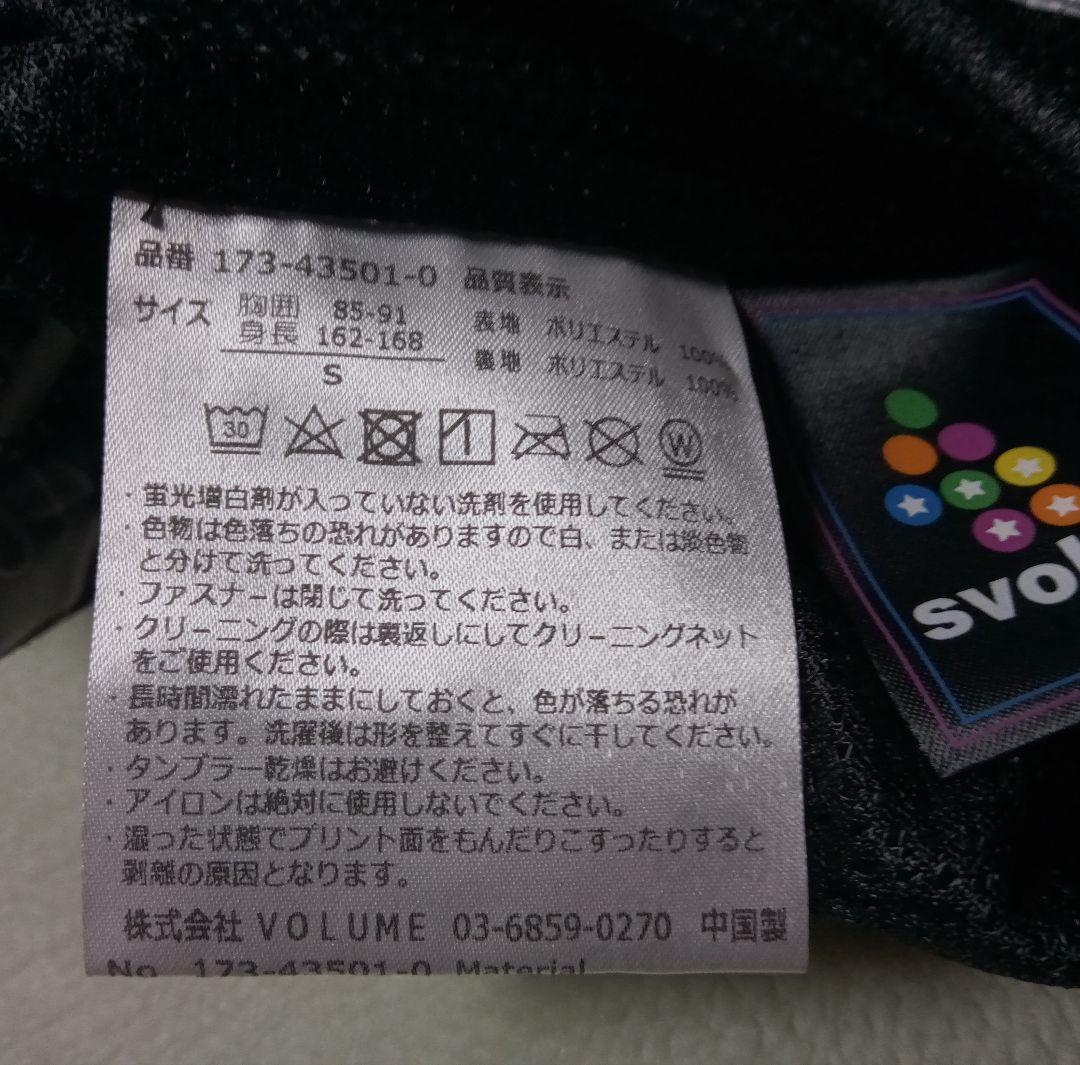 品番 173-43501-0 品質表示
サイズ 胸囲 85-91 表地 ポリエステル 100%
身長 162-168 裏地 ポリエステル 100%
S
30 W
・蛍光増白剤が入っていない洗剤を使用してください。
・色物は色落ちの恐れがありますので白、または淡色物
と分けて洗ってください。
・ファスナーは閉じて洗ってください。
・クリーニングの際は裏返しにしてクリーニングネット
をご使用ください。
・長時間濡れたままにしておくと、色が落ちる恐れが
あります。洗濯後は形を整えてすぐに干してください。
・タンブラー乾燥はお避けください。
・アイロンは絶対に使用しないでください。
・湿った状態でプリント面をもんだりこすったりすると
剥離の原因となります。
株式会社 VOLUME 03-6859-0270 中国製
No. 173-43501-0 Material
svol